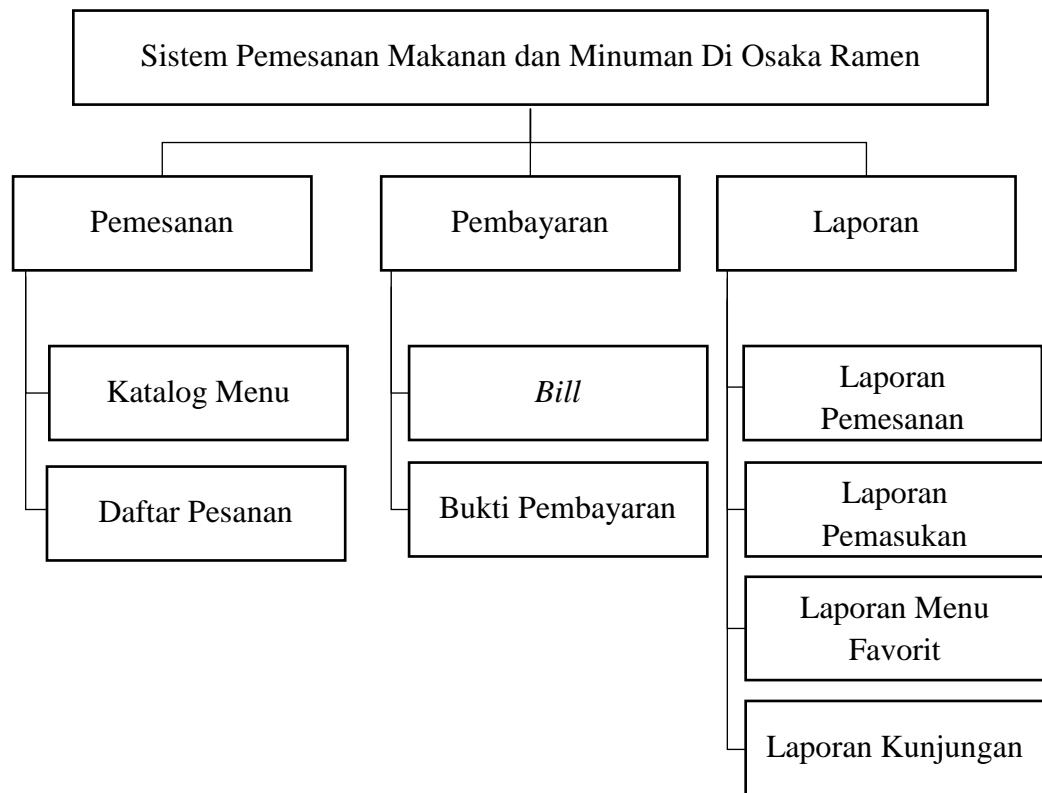 Sistem Pemesanan Makanan dan Minuman Di Osaka Ramen
Pemesanan
Pembayaran
Laporan
Katalog Menu
Daftar Pesanan
Bill
Bukti Pembayaran
Laporan
Pemesanan
Laporan
Pemasukan
Laporan Menu
Favorit
Laporan Kunjungan